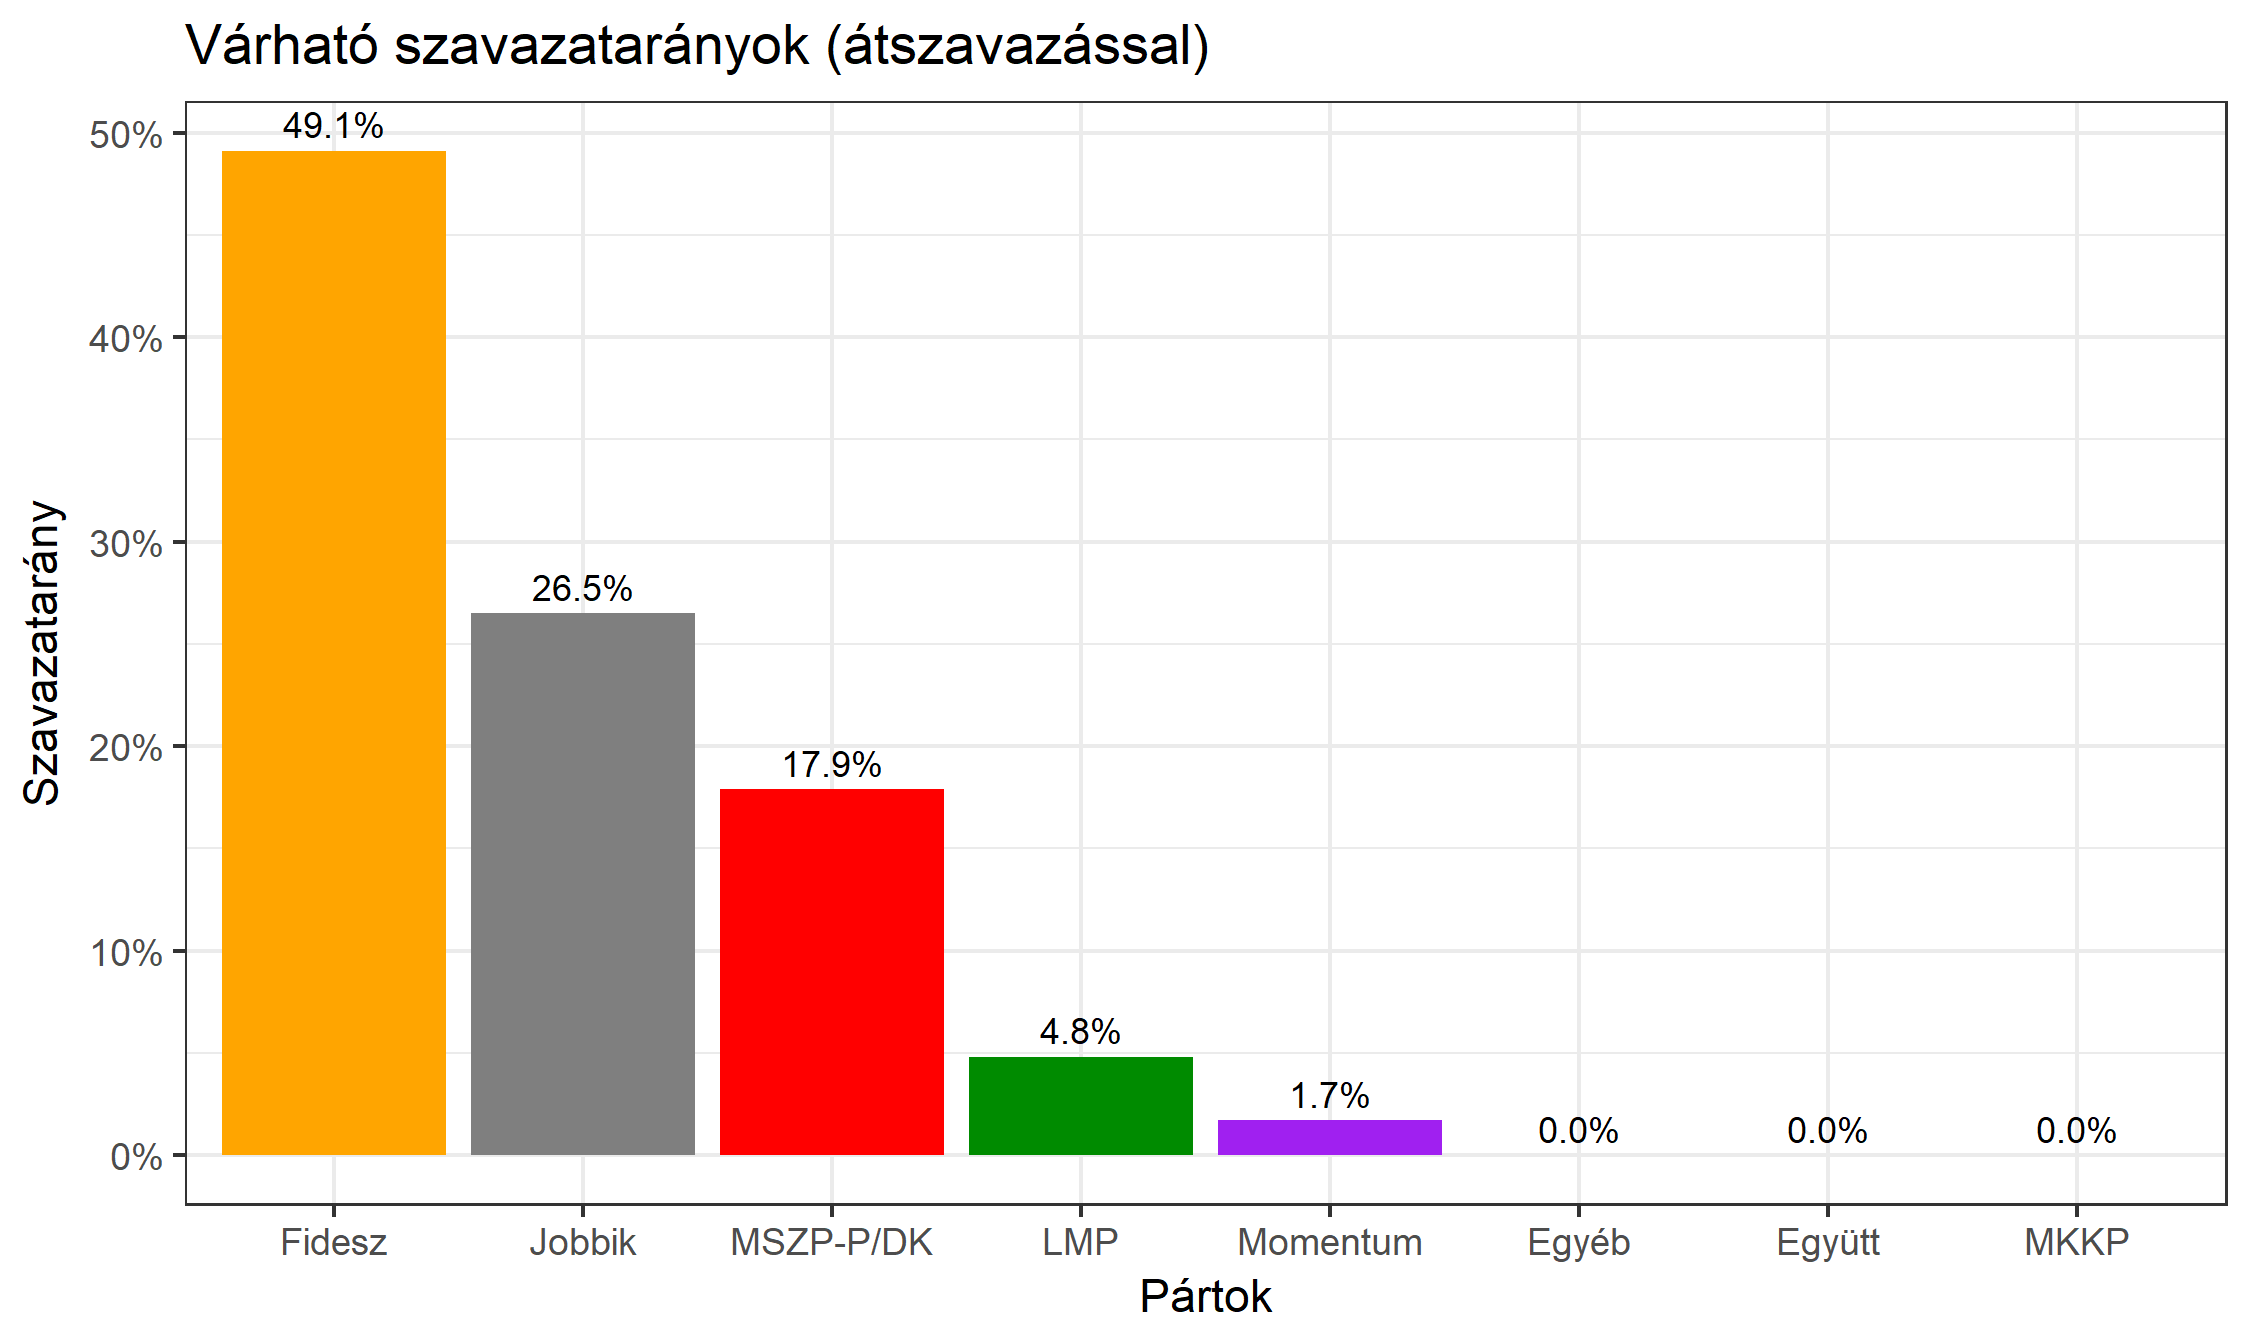 Várható szavazatarányok (átszavazással)
Szavazatarány
50%
40%
30%
20%
10%
0%
49.1%
26.5%
17.9%
4.8%
1.7%
0.0%
0.0%
0.0%
Fidesz
Jobbik
MSZP-P/DK
LMP
Momentum
Egyéb
Együtt
MKKP
Pártok